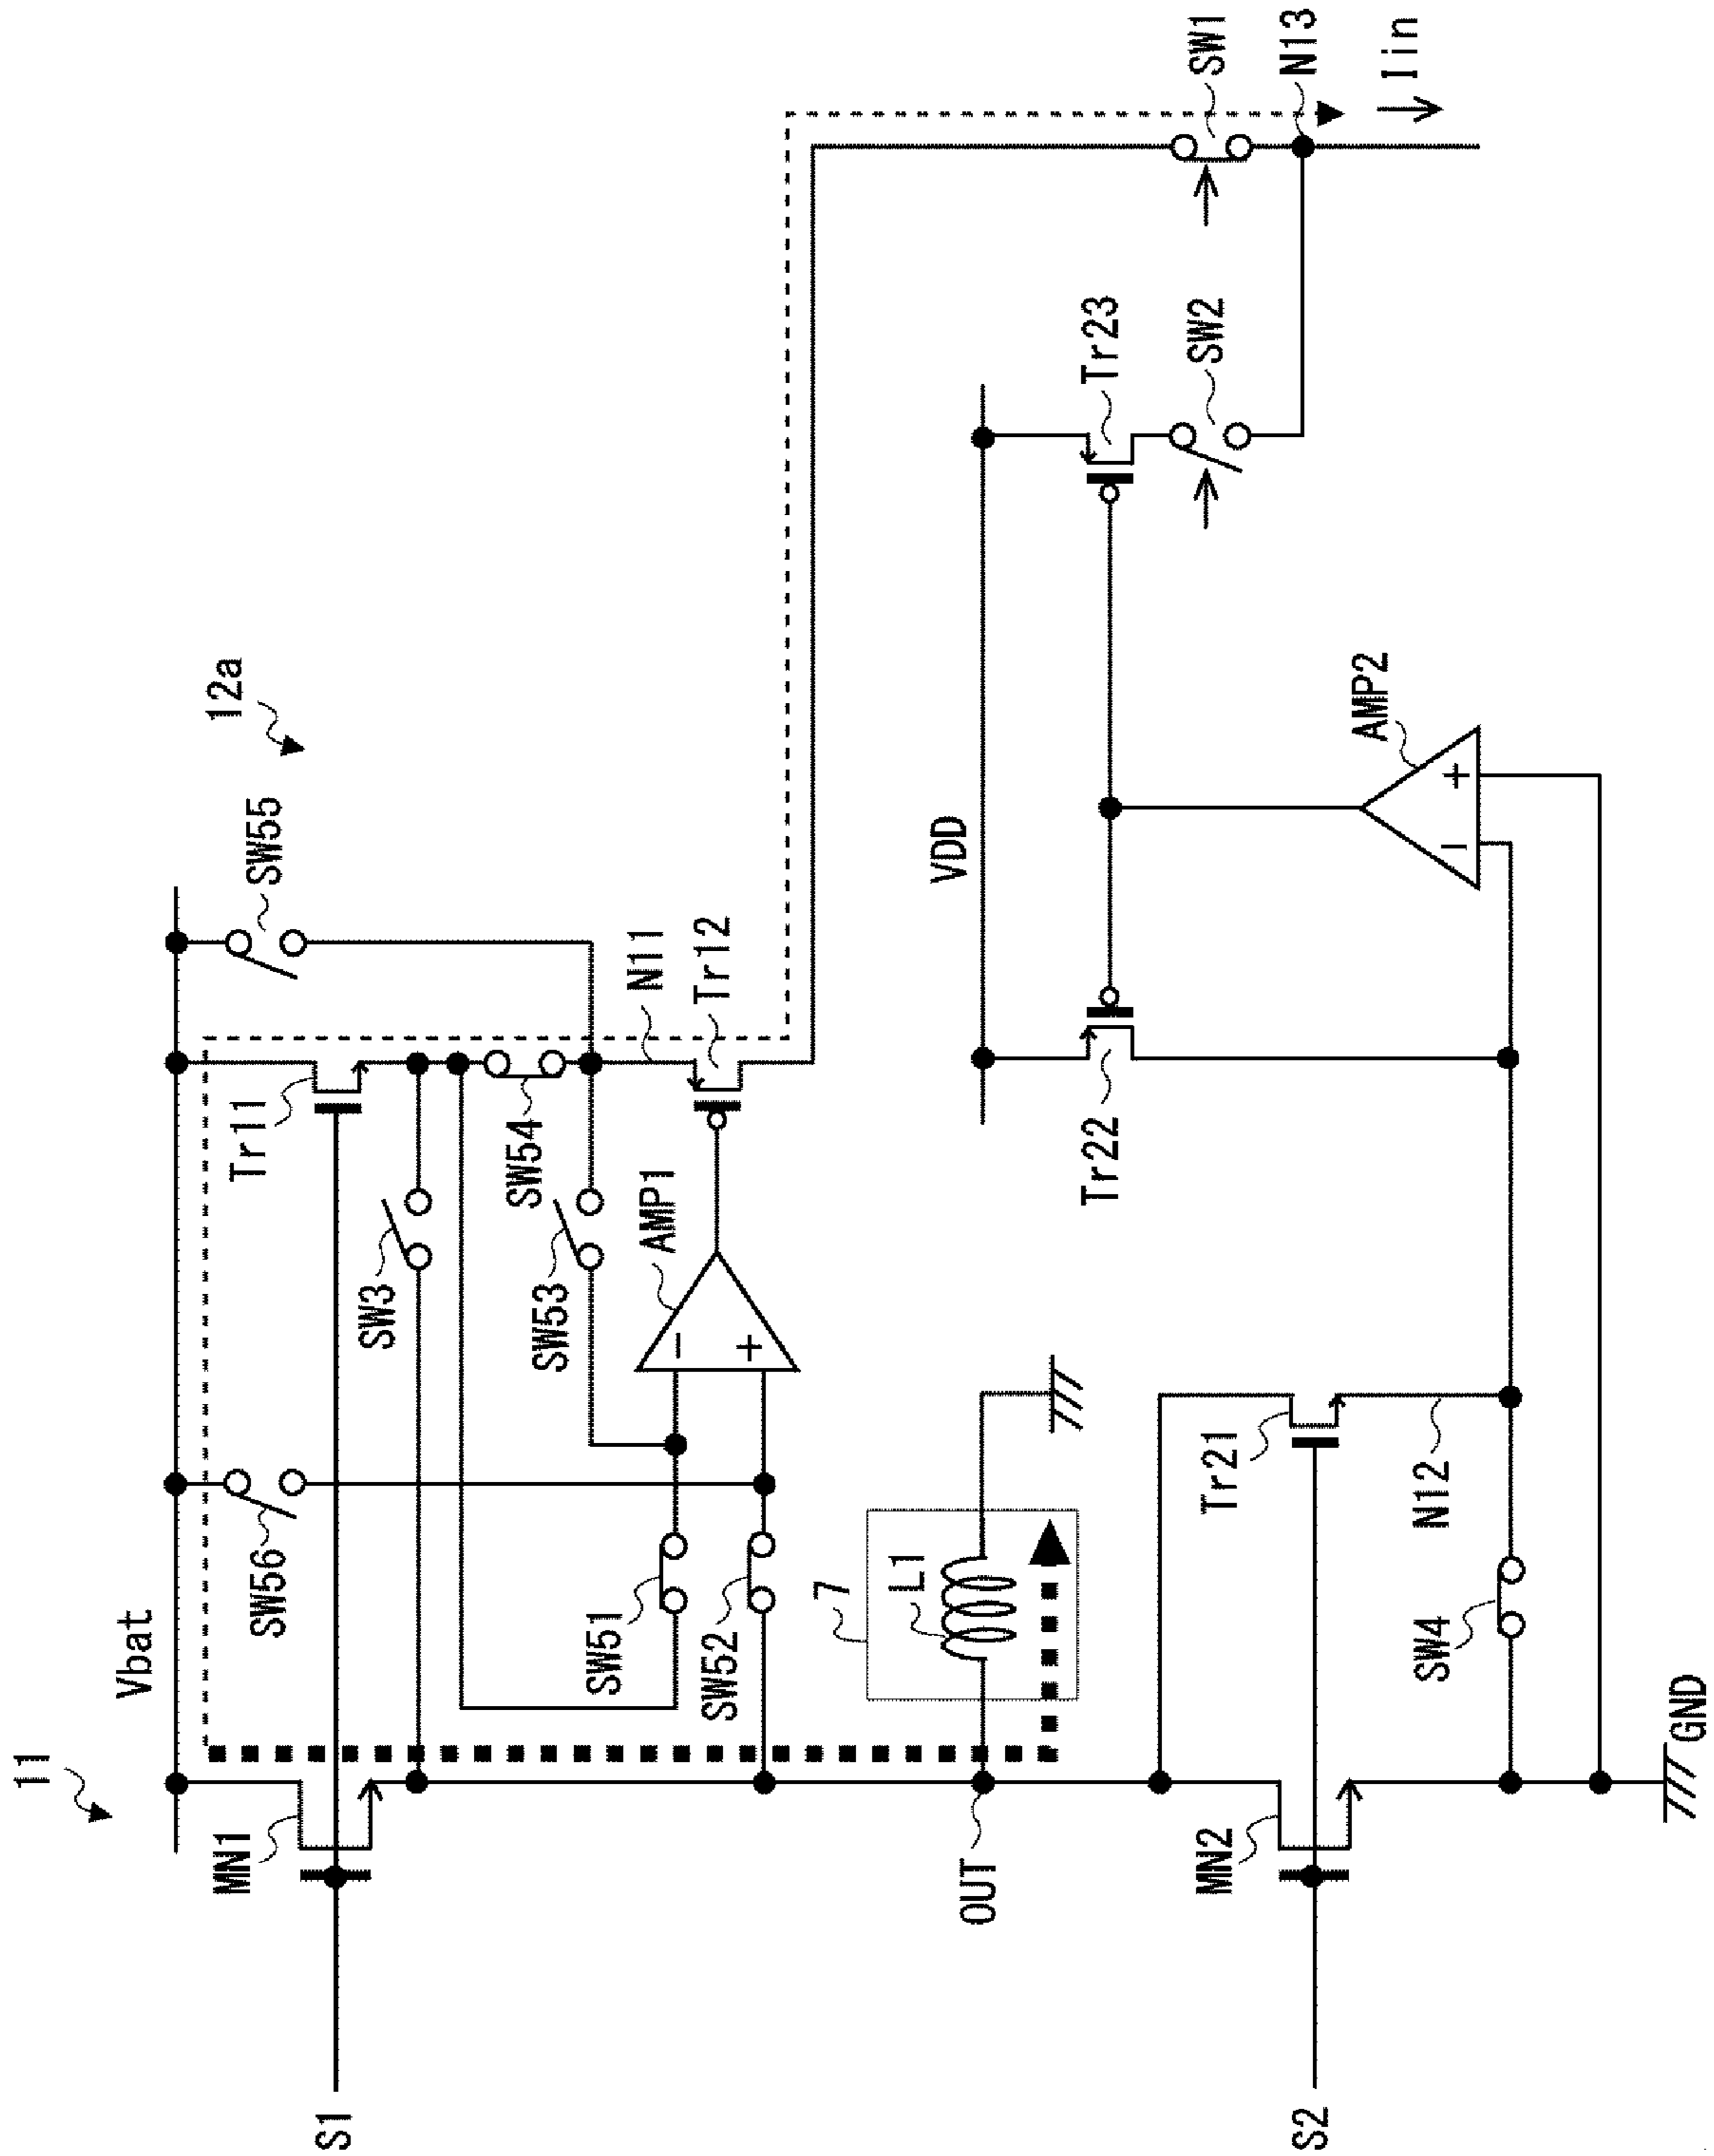 11
12a
Vbat
SW56
SW55
S1
MN1
Tr11
SW3
SW54
SW51
SW53
N11
SW52
AMP1
Tr12
7
L1
VDD
OUT
Tr22
Tr23
SW1
S2
MN2
Tr21
SW2
N13
AMP2
N12
SW4
Iin
GND
−
+
−
+